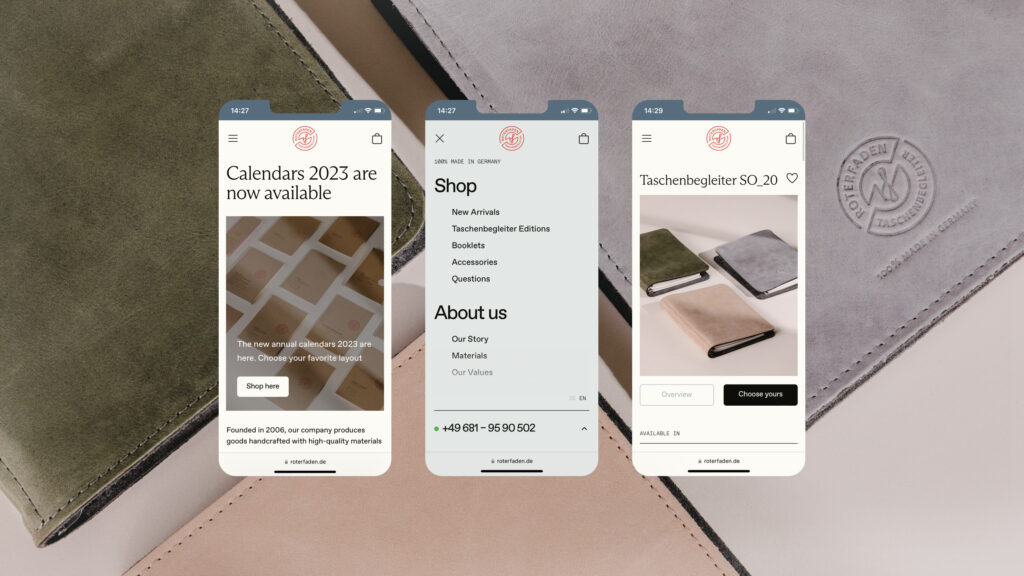 14:27
Calendars 2023 are
now available
The new annual calendars 2023 are
here. Choose your favorite layout
Shop here
Founded in 2006, our company produces
goods handcrafted with high-quality materials
roterfaden.de
14:27
100% MADE IN GERMANY
Shop
New Arrivals
Taschenbegleiter Editions
Booklets
Accessories
Questions
About us
Our Story
Materials
Our Values
DE EN
+49 681 – 95 90 502
roterfaden.de
14:29
Taschenbegleiter SO_20
Overview
Choose yours
AVAILABLE IN
roterfaden.de
ROTERFADEN
TASCHENBEGLEITER
100% MADE IN GERMANY